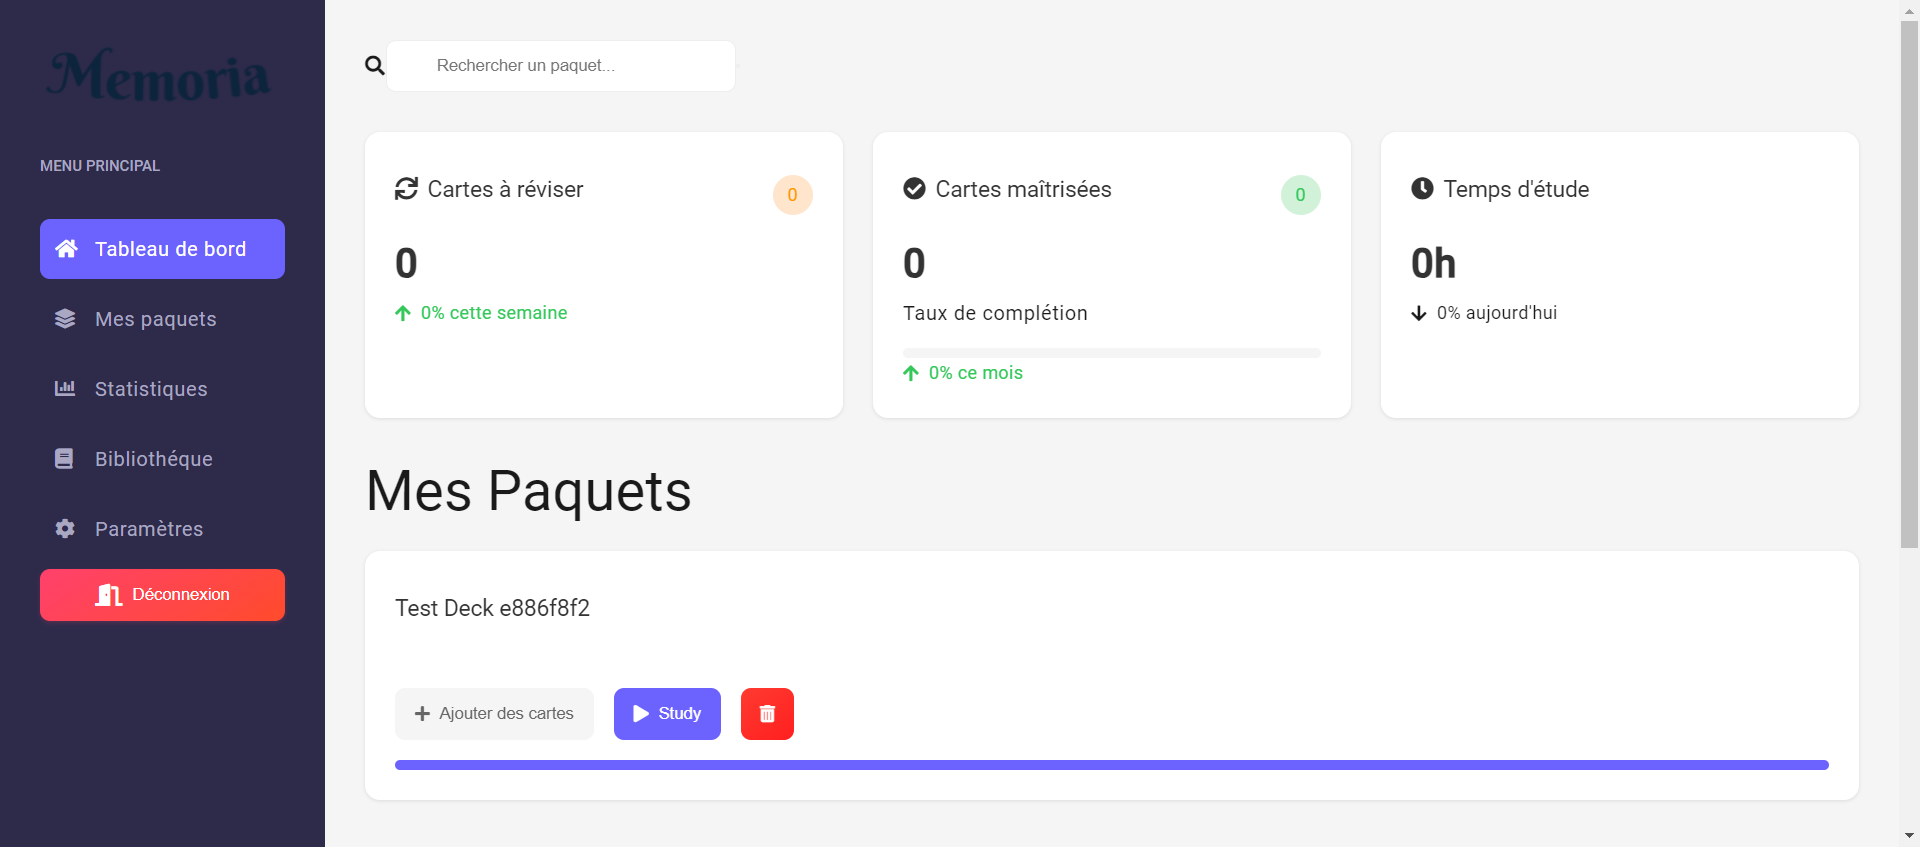 Memoria
MENU PRINCIPAL
Tableau de bord
Mes paquets
Statistiques
Bibliothéque
Paramètres
Déconnexion
Rechercher un paquet...
Cartes à réviser
0
0
0% cette semaine
Cartes maîtrisées
0
0
Taux de complétion
0% ce mois
Temps d'étude
0h
0% aujourd'hui
Mes Paquets
Test Deck e886f8f2
Ajouter des cartes
Study